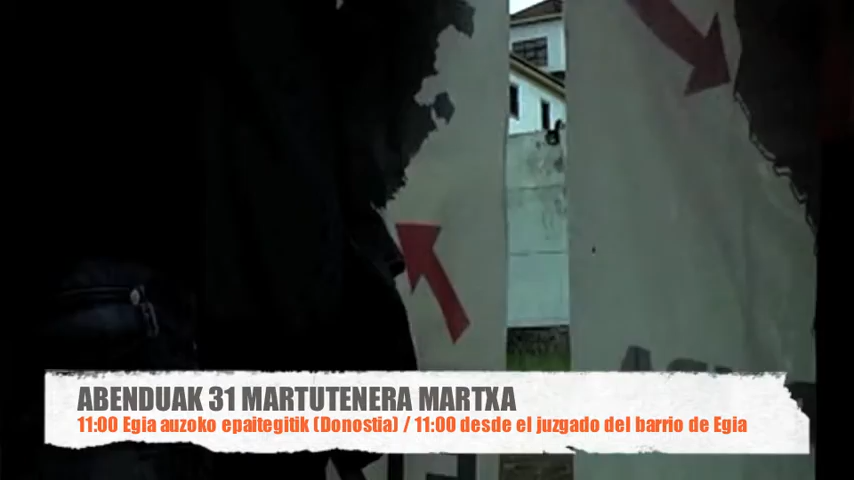 ABENDUAK 31 MARTUTENERA MARTXA
11:00 Egia auzoko epaitegitik (Donostia) / 11:00 desde el juzgado del barrio de Egia